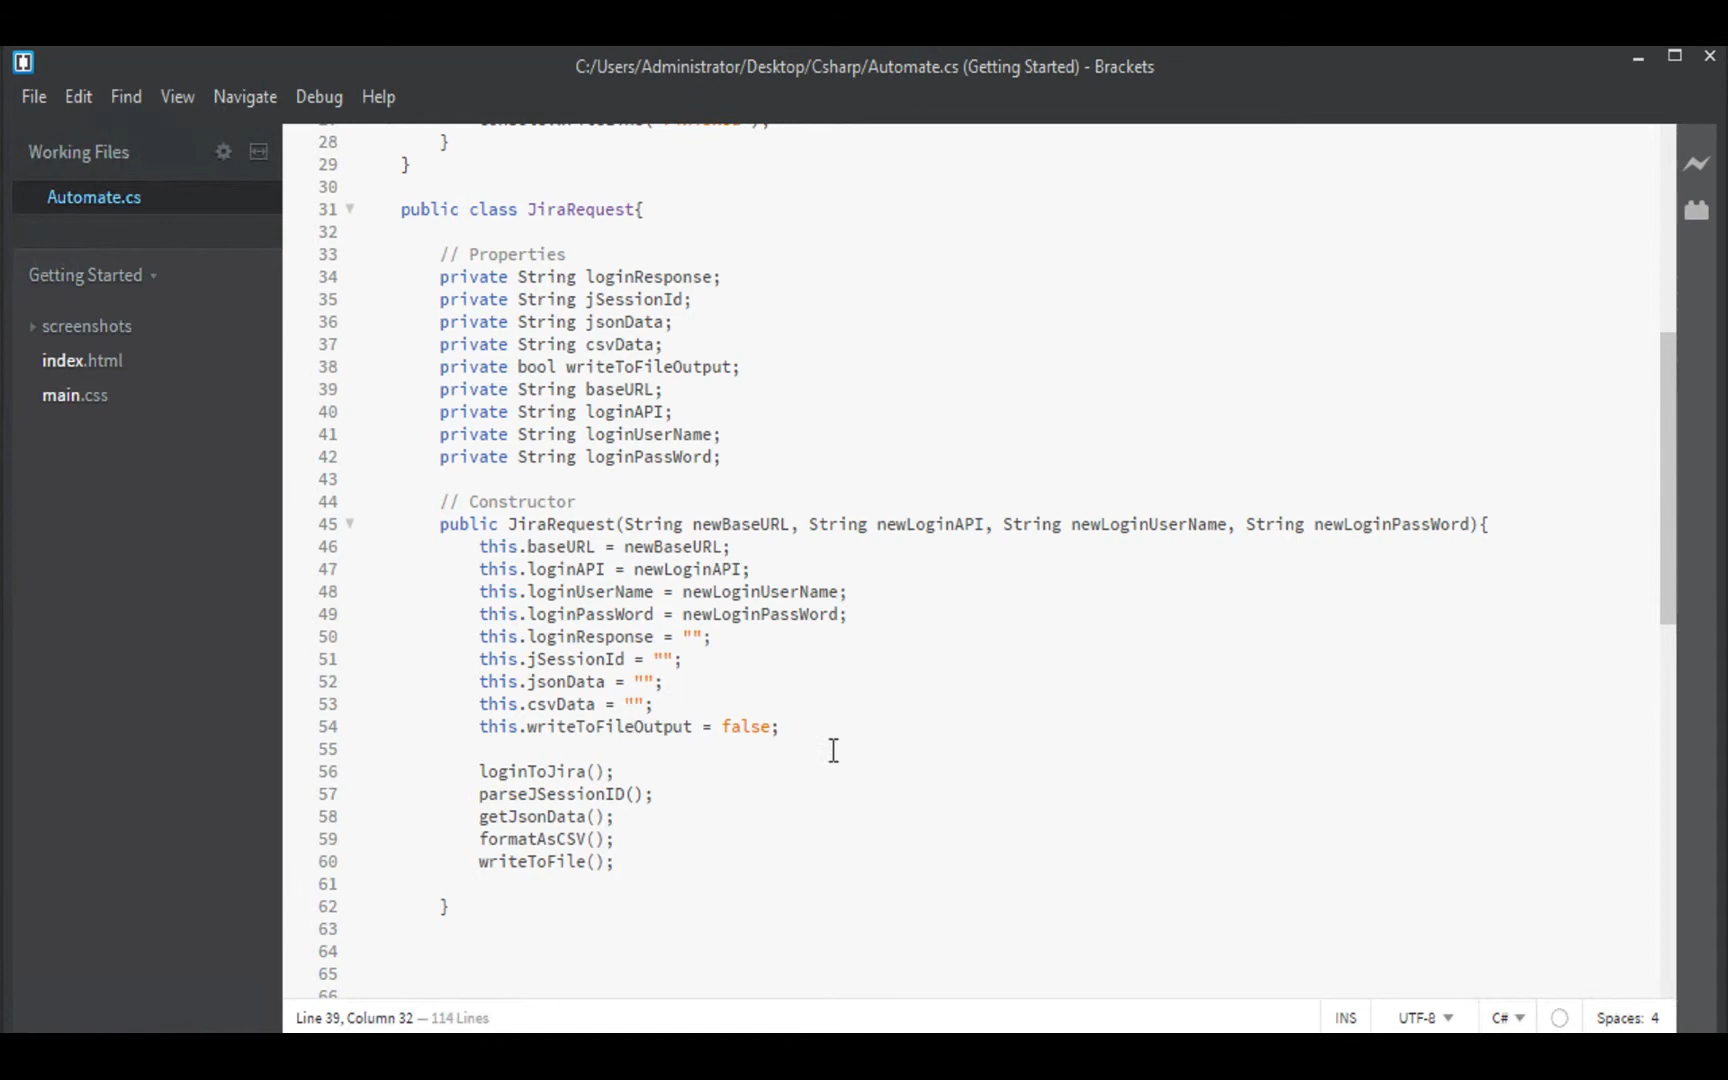 C:/Users/Administrator/Desktop/Csharp/Automate.cs (Getting Started) - Brackets
File Edit Find View Navigate Debug Help
Working Files
Automate.cs
Getting Started
screenshots
index.html
main.css
28 }
29 }
30
31 public class JiraRequest{
32
33 // Properties
34 private String loginResponse;
35 private String jSessionId;
36 private String jsonData;
37 private String csvData;
38 private bool writeToFileOutput;
39 private String baseURL;
40 private String loginAPI;
41 private String loginUserName;
42 private String loginPassWord;
43
44 // Constructor
45 public JiraRequest(String newBaseURL, String newLoginAPI, String newLoginUserName, String newLoginPassWord){
46 this.baseURL = newBaseURL;
47 this.loginAPI = newLoginAPI;
48 this.loginUserName = newLoginUserName;
49 this.loginPassWord = newLoginPassWord;
50 this.loginResponse = "";
51 this.jSessionId = "";
52 this.jsonData = "";
53 this.csvData = "";
54 this.writeToFileOutput = false;
55
56 loginToJira();
57 parseJSessionID();
58 getJsonData();
59 formatAsCSV();
60 writeToFile();
61
62 }
63
64
65
66
Line 39, Column 32 — 114 Lines
INS UTF-8 C# Spaces: 4